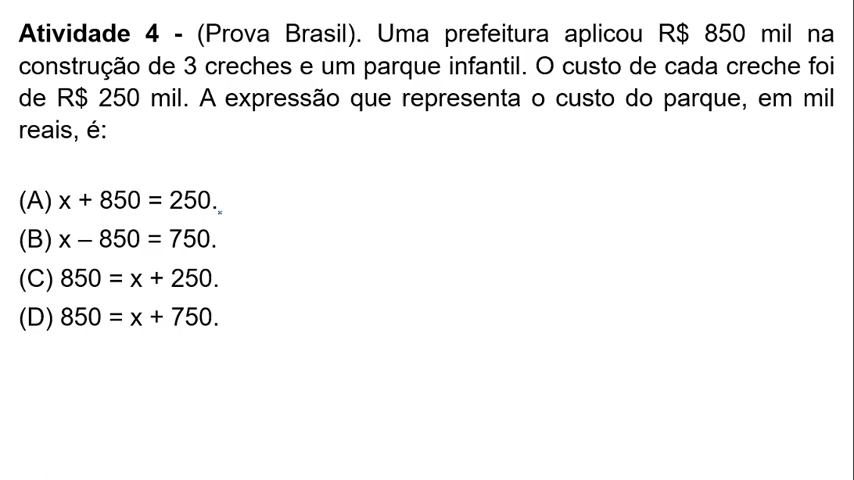 Atividade 4 - (Prova Brasil). Uma prefeitura aplicou R$ 850 mil na
construção de 3 creches e um parque infantil. O custo de cada creche foi
de R$ 250 mil. A expressão que representa o custo do parque, em mil
reais, é:
(A) x + 850 = 250.
(B) x – 850 = 750.
(C) 850 = x + 250.
(D) 850 = x + 750.